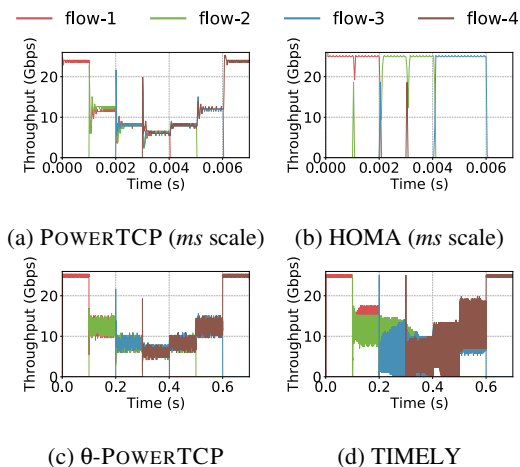 flow-1 flow-2 flow-3 flow-4
Throughput (Gbps)
20
10
0
0.000 0.002 0.004 0.006
Time (s)
(a) POWERTCP (ms scale)
Throughput (Gbps)
20
10
0
0.000 0.002 0.004 0.006
Time (s)
(b) HOMA (ms scale)
Throughput (Gbps)
20
10
0
0.0 0.2 0.4 0.6
Time (s)
(c) θ-POWERTCP
Throughput (Gbps)
20
10
0
0.0 0.2 0.4 0.6
Time (s)
(d) TIMELY